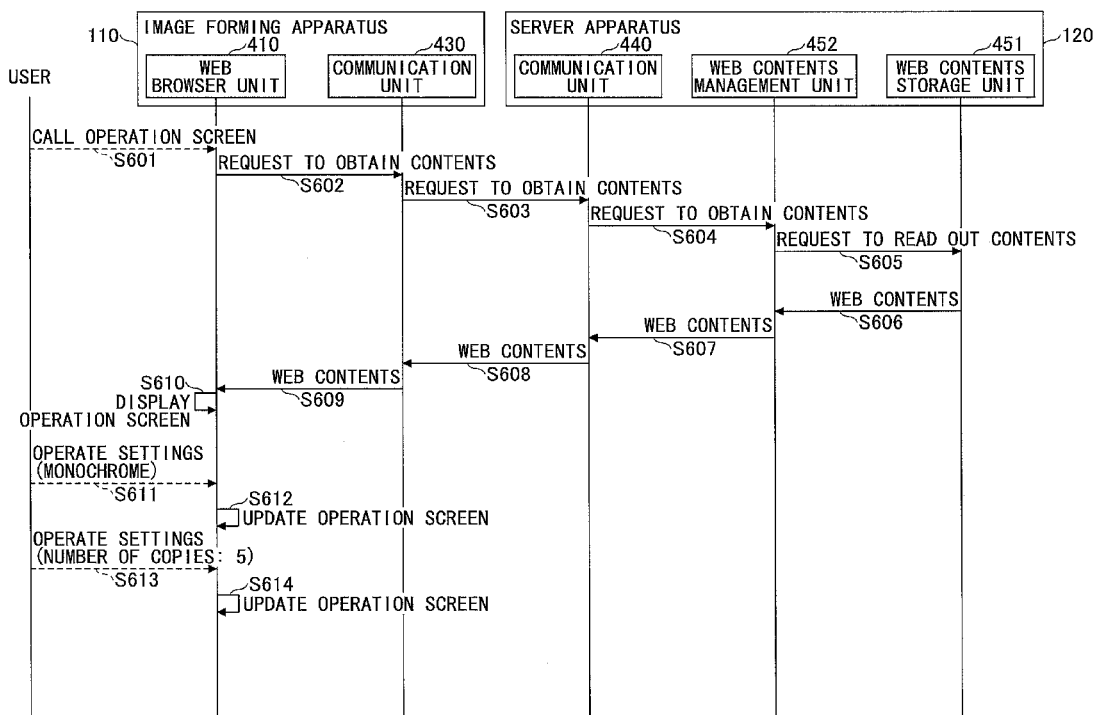 110
IMAGE FORMING APPARATUS
SERVER APPARATUS
120
410
430
440
452
451
USER
WEB
BROWSER UNIT
COMMUNICATION
UNIT
COMMUNICATION
UNIT
WEB CONTENTS
MANAGEMENT UNIT
WEB CONTENTS
STORAGE UNIT
CALL OPERATION SCREEN
S601
REQUEST TO OBTAIN CONTENTS
S602
REQUEST TO OBTAIN CONTENTS
S603
REQUEST TO OBTAIN CONTENTS
S604
REQUEST TO READ OUT CONTENTS
S605
WEB CONTENTS
S606
WEB CONTENTS
S607
WEB CONTENTS
S608
WEB CONTENTS
S609
S610
DISPLAY
OPERATION SCREEN
OPERATE SETTINGS
(MONOCHROME)
S611
S612
UPDATE OPERATION SCREEN
OPERATE SETTINGS
(NUMBER OF COPIES: 5)
S613
S614
UPDATE OPERATION SCREEN